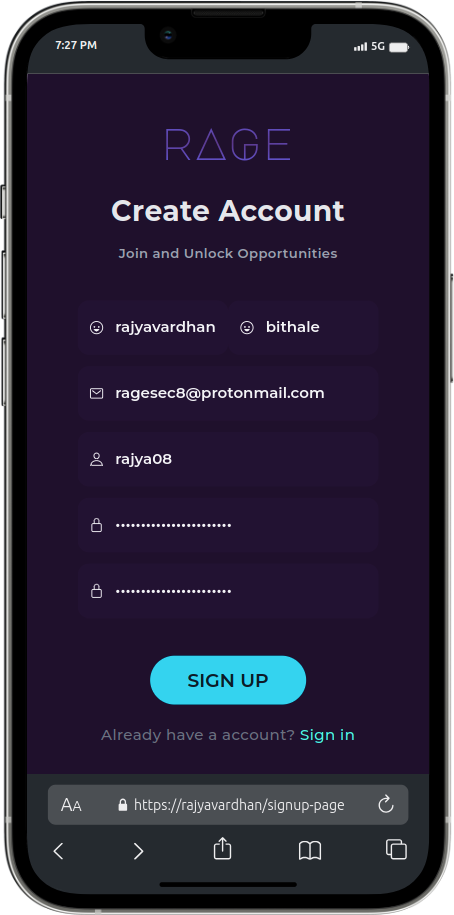 7:27 PM 5G
RAGE
Create Account
Join and Unlock Opportunities
rajyavardhan bithale
ragesec8@protonmail.com
rajya08
•••••••••••••••••••••••
•••••••••••••••••••••••
SIGN UP
Already have a account? Sign in
AA https://rajyavardhan/signup-page